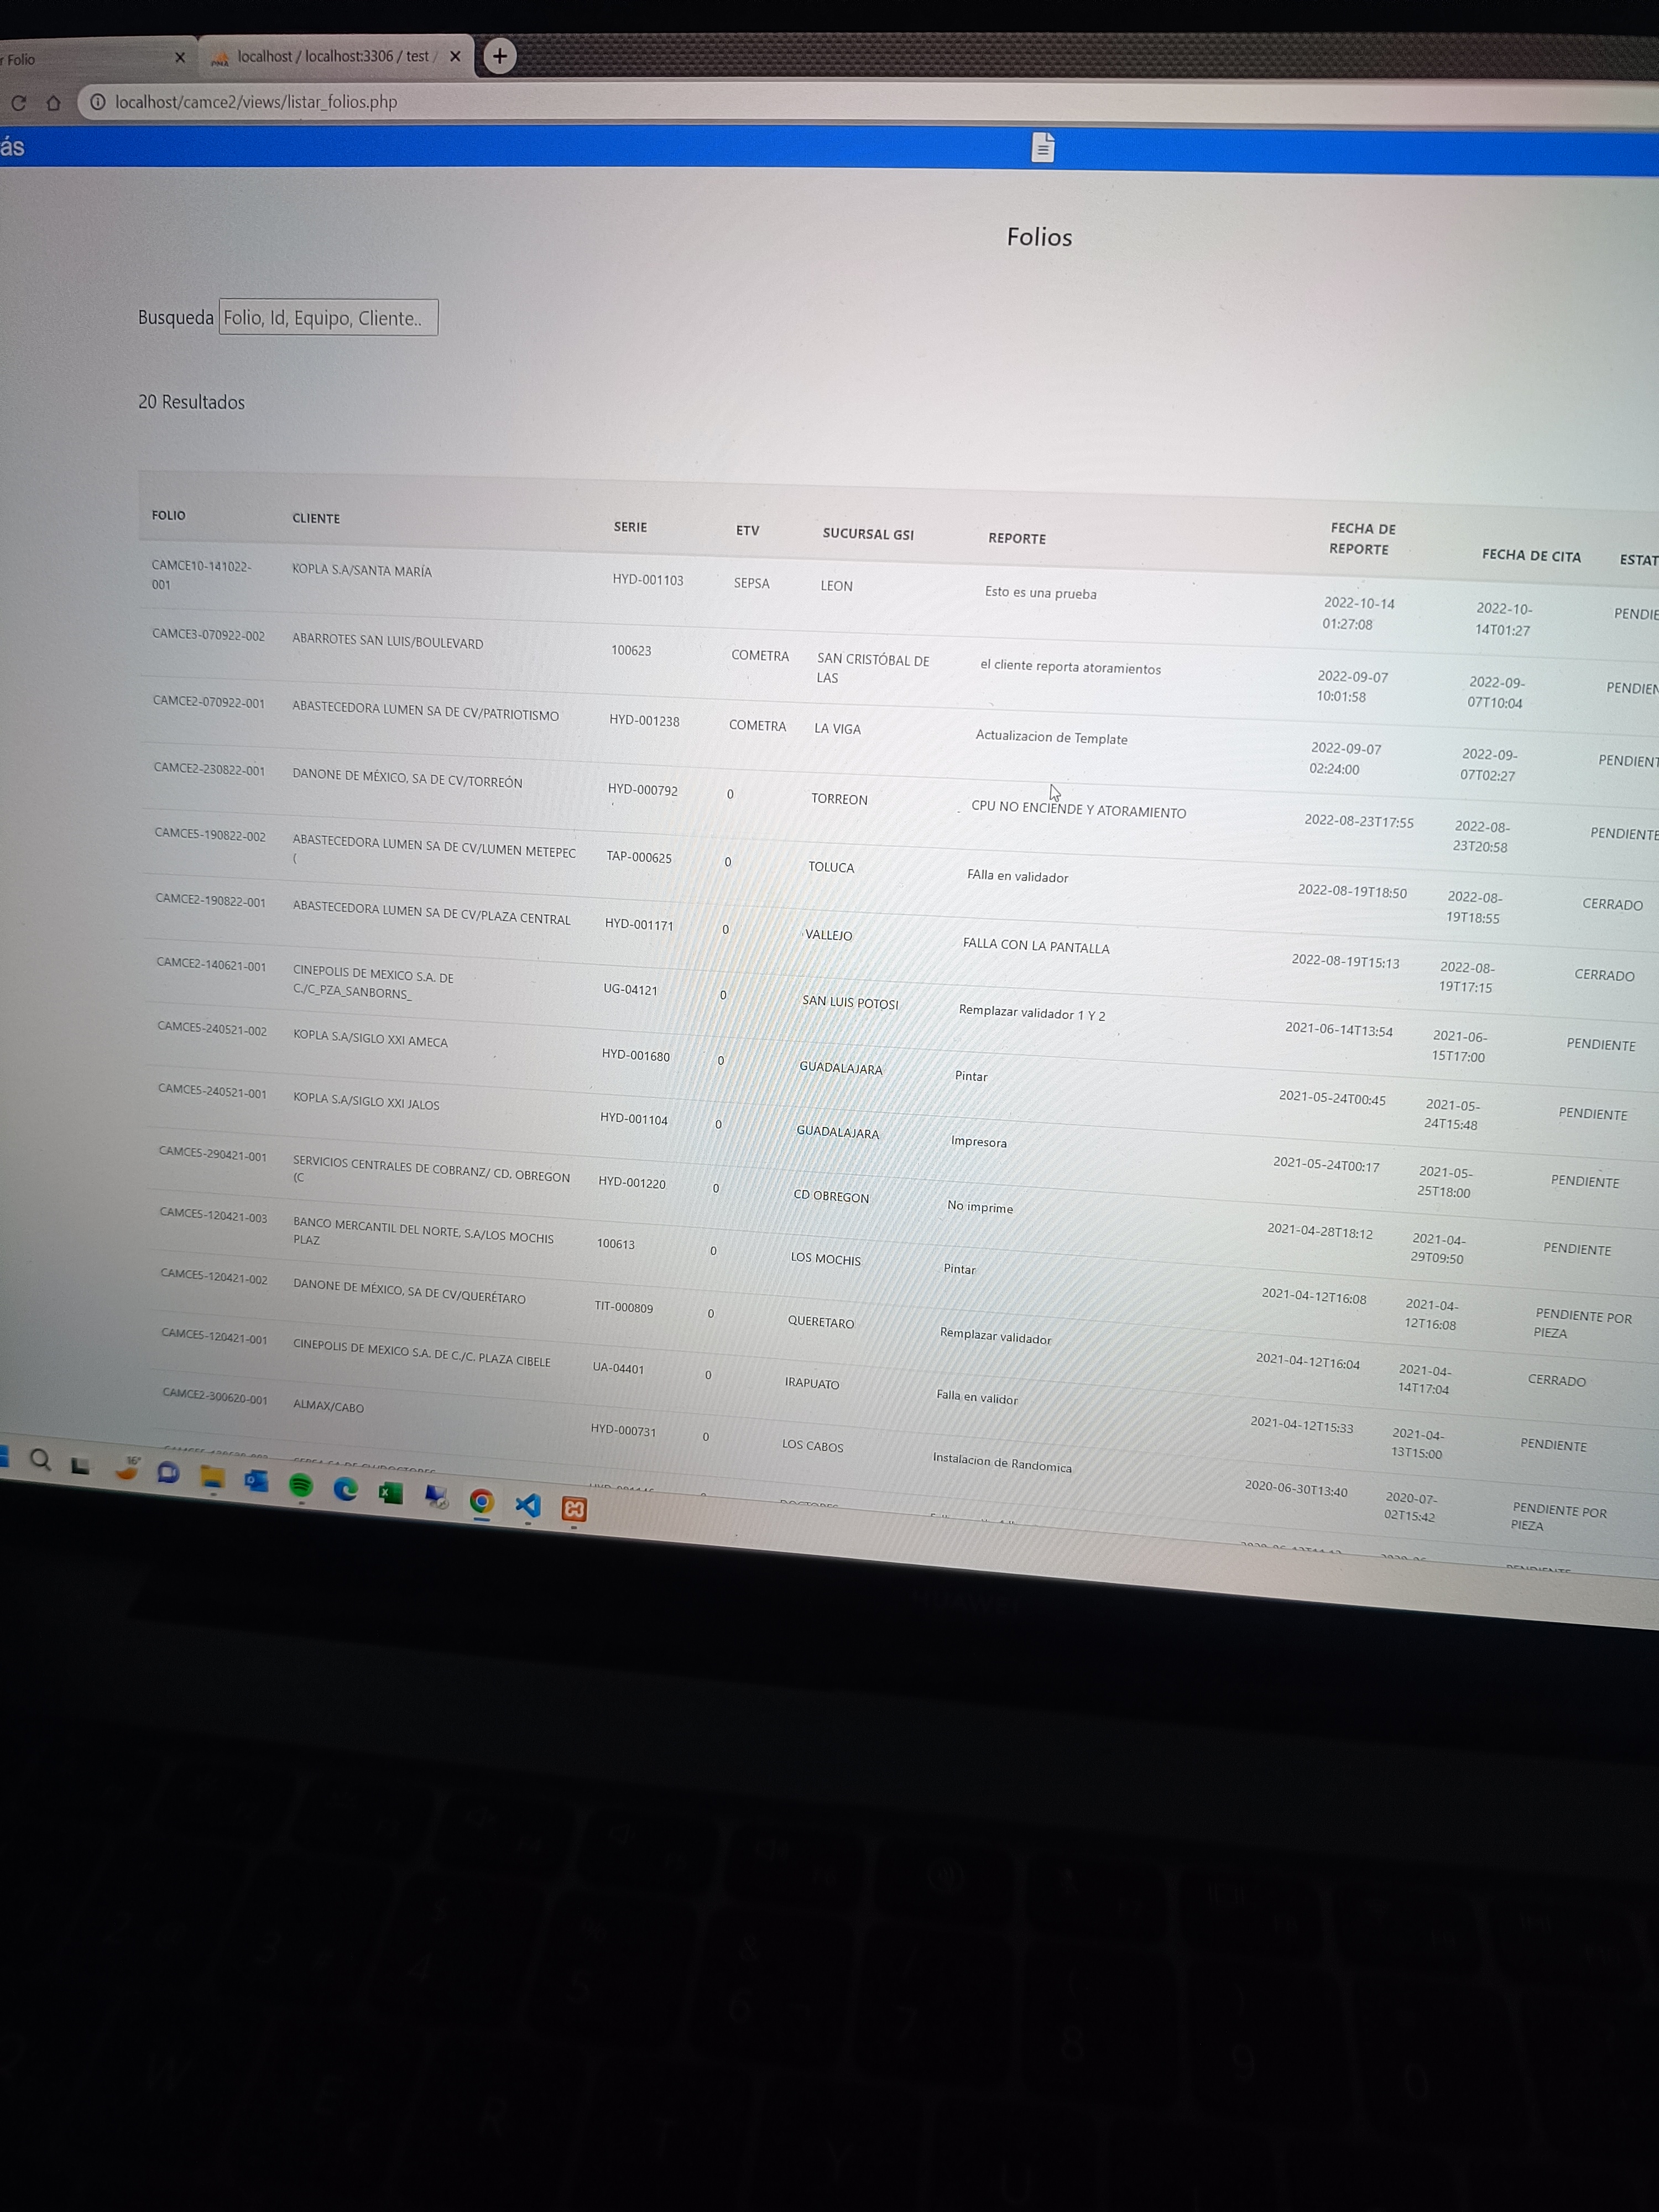 r Folio
localhost / localhost:3306 / test /
localhost/camce2/views/listar_folios.php
ás
Folios
Busqueda Folio, Id, Equipo, Cliente..
20 Resultados
FOLIO CLIENTE SERIE ETV SUCURSAL GSI REPORTE FECHA DE REPORTE FECHA DE CITA ESTAT
CAMCE10-141022-001 KOPLA S.A/SANTA MARÍA HYD-001103 SEPSA LEON Esto es una prueba 2022-10-14 01:27:08 2022-10-14T01:27 PENDIE
CAMCE3-070922-002 ABARROTES SAN LUIS/BOULEVARD 100623 COMETRA SAN CRISTÓBAL DE LAS el cliente reporta atoramientos 2022-09-07 10:01:58 2022-09-07T10:04 PENDIEN
CAMCE2-070922-001 ABASTECEDORA LUMEN SA DE CV/PATRIOTISMO HYD-001238 COMETRA LA VIGA Actualizacion de Template 2022-09-07 02:24:00 2022-09-07T02:27 PENDIENT
CAMCE2-230822-001 DANONE DE MÉXICO, SA DE CV/TORREÓN HYD-000792 0 TORREON CPU NO ENCIENDE Y ATORAMIENTO 2022-08-23T17:55 2022-08-23T20:58 PENDIENTE
CAMCE5-190822-002 ABASTECEDORA LUMEN SA DE CV/LUMEN METEPEC ( TAP-000625 0 TOLUCA FAlla en validador 2022-08-19T18:50 2022-08-19T18:55 CERRADO
CAMCE2-190822-001 ABASTECEDORA LUMEN SA DE CV/PLAZA CENTRAL HYD-001171 0 VALLEJO FALLA CON LA PANTALLA 2022-08-19T15:13 2022-08-19T17:15 CERRADO
CAMCE2-140621-001 CINEPOLIS DE MEXICO S.A. DE C./C_PZA_SANBORNS_ UG-04121 0 SAN LUIS POTOSI Remplazar validador 1 Y 2 2021-06-14T13:54 2021-06-15T17:00 PENDIENTE
CAMCE5-240521-002 KOPLA S.A/SIGLO XXI AMECA HYD-001680 0 GUADALAJARA Pintar 2021-05-24T00:45 2021-05-24T15:48 PENDIENTE
CAMCE5-240521-001 KOPLA S.A/SIGLO XXI JALOS HYD-001104 0 GUADALAJARA Impresora 2021-05-24T00:17 2021-05-25T18:00 PENDIENTE
CAMCE5-290421-001 SERVICIOS CENTRALES DE COBRANZ/ CD. OBREGON (C HYD-001220 0 CD OBREGON No imprime 2021-04-28T18:12 2021-04-29T09:50 PENDIENTE
CAMCE5-120421-003 BANCO MERCANTIL DEL NORTE, S.A/LOS MOCHIS PLAZ 100613 0 LOS MOCHIS Pintar 2021-04-12T16:08 2021-04-12T16:08 PENDIENTE POR PIEZA
CAMCE5-120421-002 DANONE DE MÉXICO, SA DE CV/QUERÉTARO TIT-000809 0 QUERETARO Remplazar validador 2021-04-12T16:04 2021-04-14T17:04 CERRADO
CAMCE5-120421-001 CINEPOLIS DE MEXICO S.A. DE C./C. PLAZA CIBELE UA-04401 0 IRAPUATO Falla en validor 2021-04-12T15:33 2021-04-13T15:00 PENDIENTE
CAMCE2-300620-001 ALMAX/CABO HYD-000731 0 LOS CABOS Instalacion de Randomica 2020-06-30T13:40 2020-07-02T15:42 PENDIENTE POR PIEZA
16°
HUAWEI